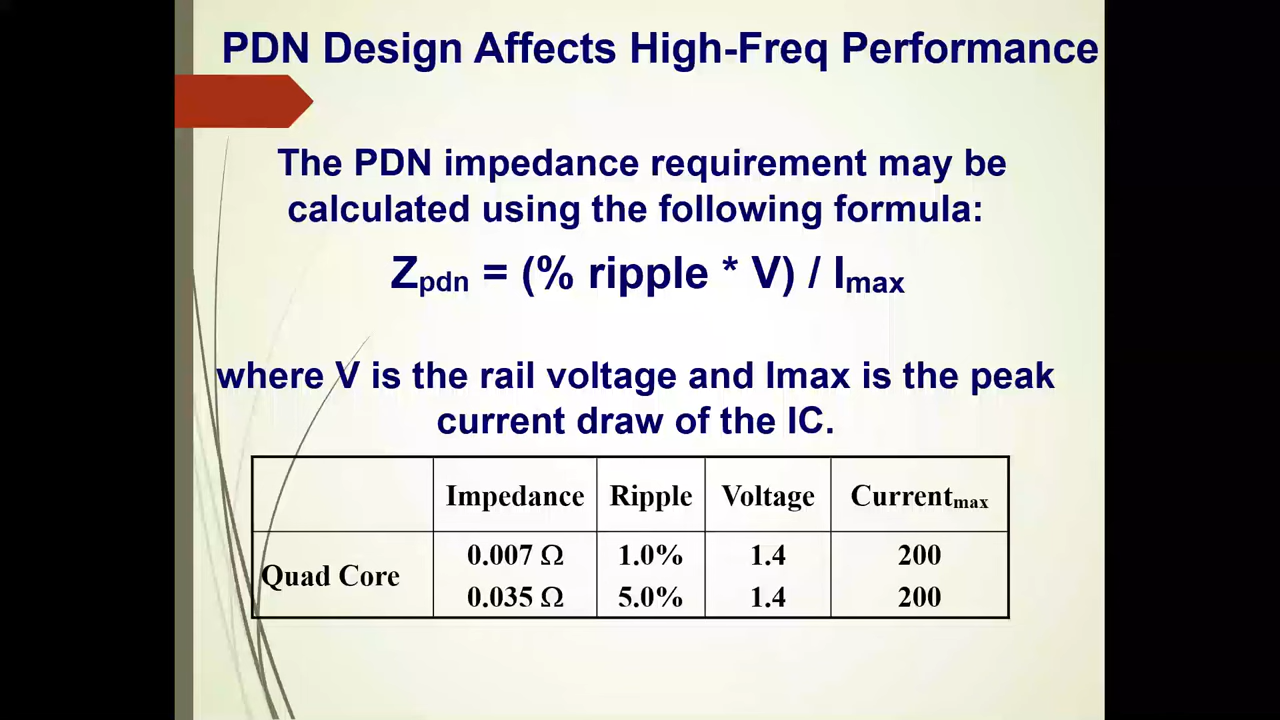 PDN Design Affects High-Freq Performance
The PDN impedance requirement may be
calculated using the following formula:
Zpdn = (% ripple * V) / Imax
where V is the rail voltage and Imax is the peak
current draw of the IC.
Impedance Ripple Voltage Currentmax
Quad Core
0.007 Ω 1.0% 1.4 200
0.035 Ω 5.0% 1.4 200